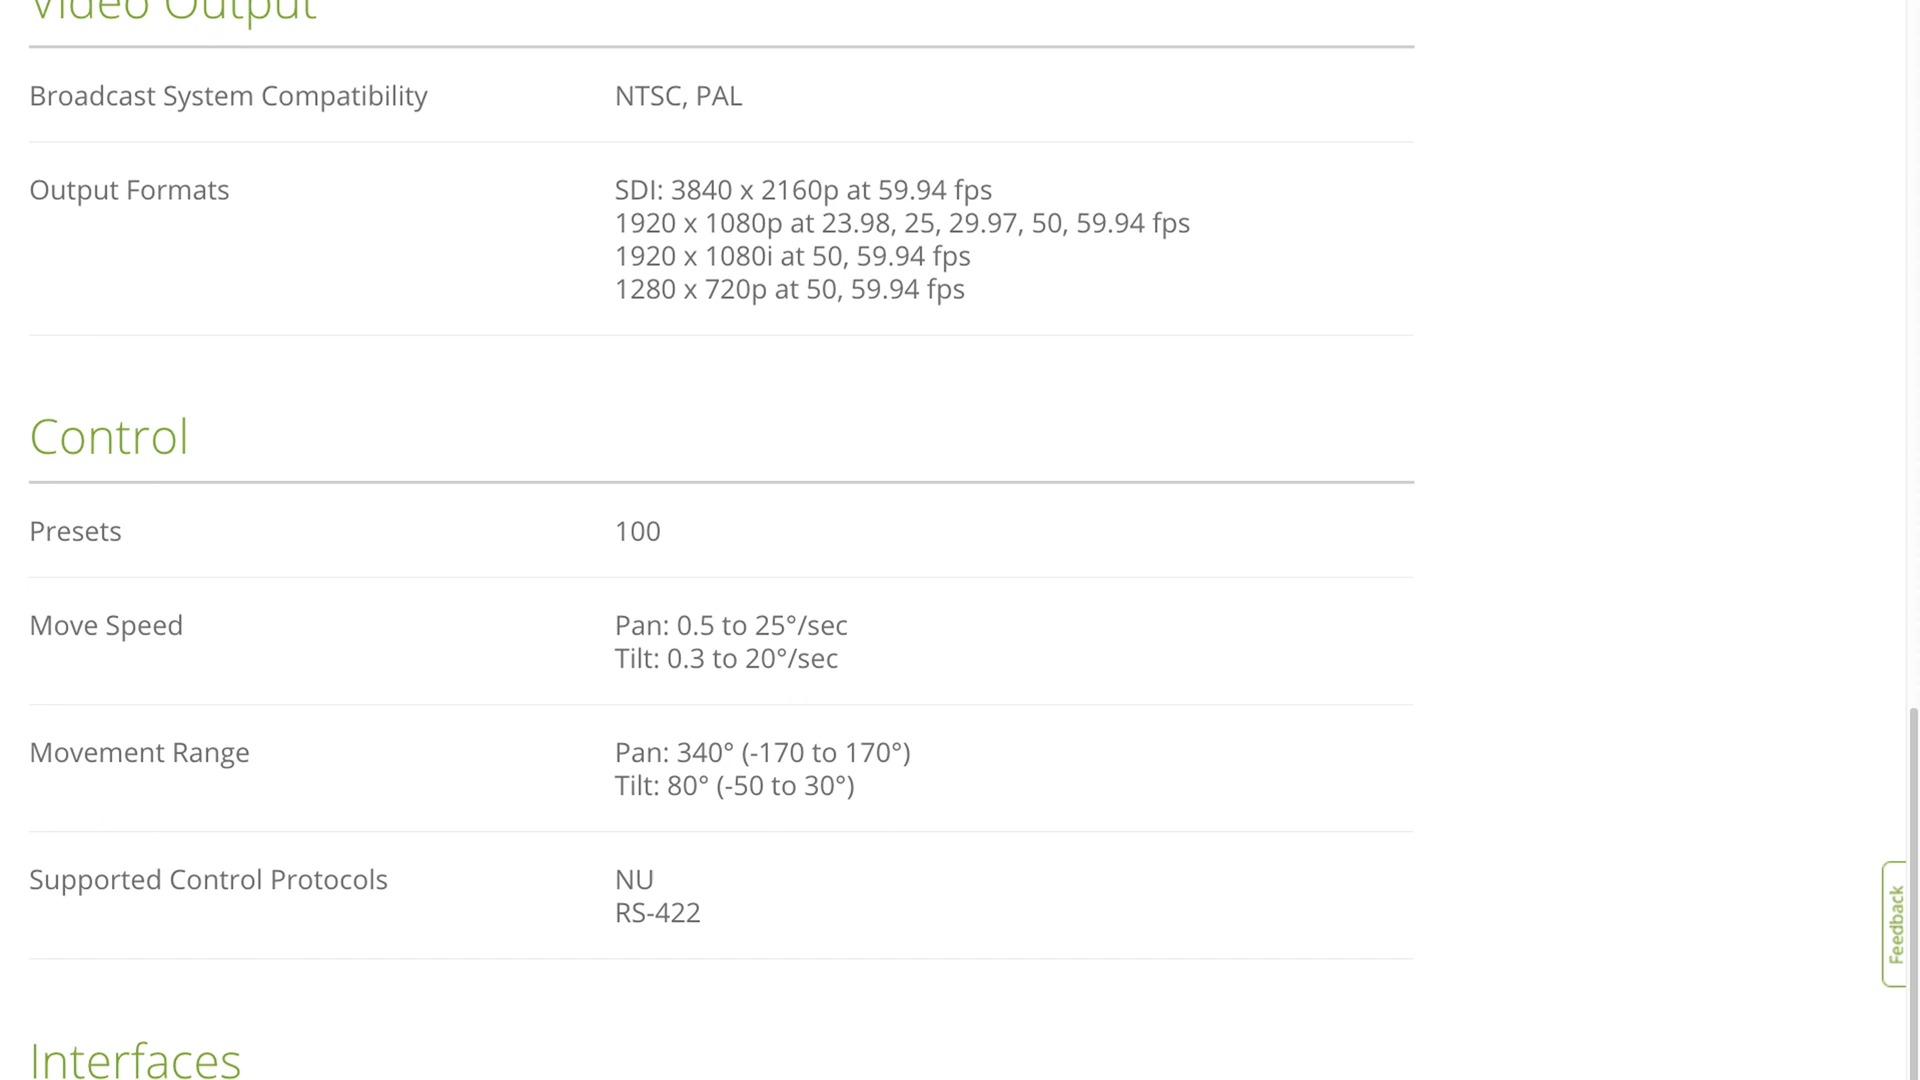 Video Output
Broadcast System Compatibility
NTSC, PAL
Output Formats
SDI: 3840 x 2160p at 59.94 fps
1920 x 1080p at 23.98, 25, 29.97, 50, 59.94 fps
1920 x 1080i at 50, 59.94 fps
1280 x 720p at 50, 59.94 fps
Control
Presets
100
Move Speed
Pan: 0.5 to 25°/sec
Tilt: 0.3 to 20°/sec
Movement Range
Pan: 340° (-170 to 170°)
Tilt: 80° (-50 to 30°)
Supported Control Protocols
NU
RS-422
Feedback
Interfaces